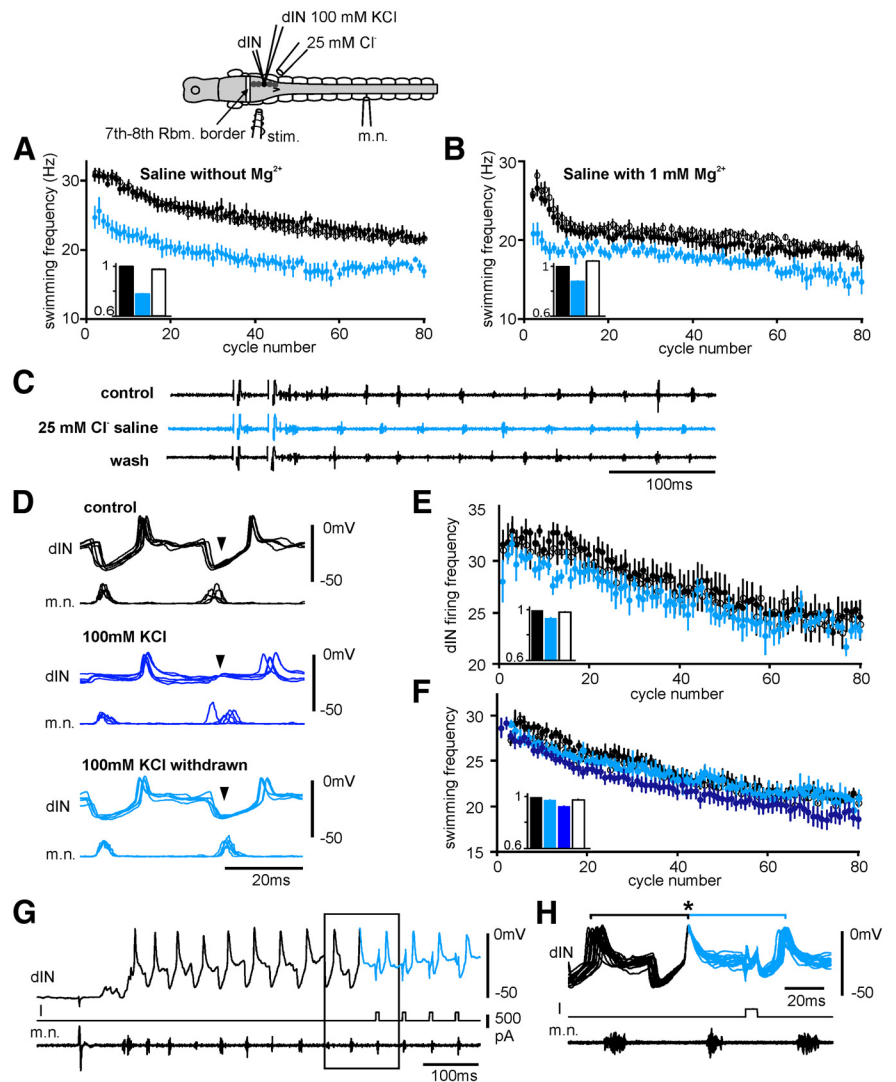 dIN 100 mM KCl
dIN
25 mM Cl-
7th-8th Rbm. border
stim.
m.n.
A
Saline without Mg2+
swimming frequency (Hz)
30
20
10
1
0.6
0
20
40
60
80
cycle number
B
Saline with 1 mM Mg2+
swimming frequency (Hz)
30
20
10
1
0.6
0
20
40
60
80
cycle number
C
control
25 mM Cl- saline
wash
100ms
D
control
dIN
0mV
-50
m.n.
100mM KCl
dIN
0mV
-50
m.n.
100mM KCl withdrawn
dIN
0mV
-50
m.n.
20ms
E
dIN firing frequency
35
30
25
20
1
0.6
0
20
40
60
80
cycle number
F
swimming frequency
30
25
20
15
1
0.6
0
20
40
60
80
cycle number
G
dIN
0mV
-50
I
500
pA
m.n.
100ms
H
*
dIN
0mV
-50
20ms
I
m.n.